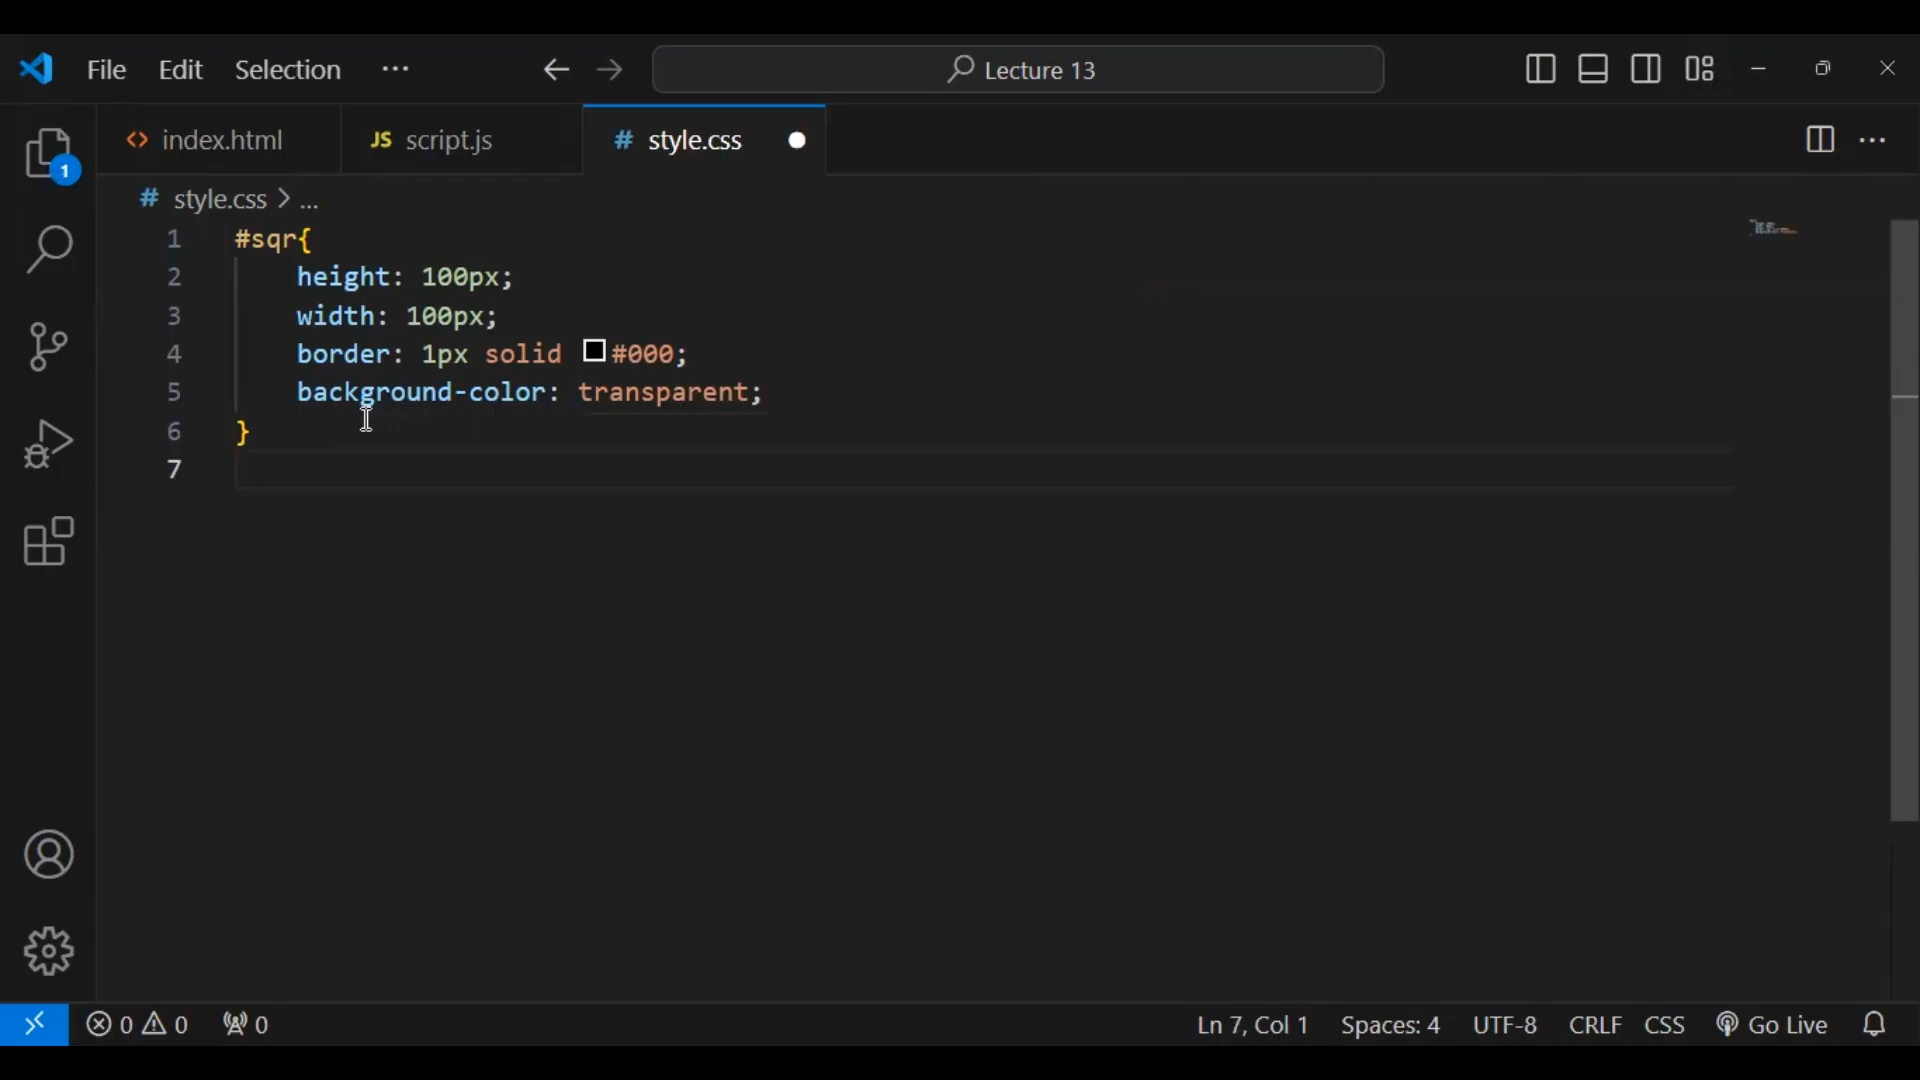 File Edit Selection ··· Lecture 13
index.html JS script.js # style.css
# style.css > ...
1 #sqr{
2 height: 100px;
3 width: 100px;
4 border: 1px solid #000;
5 background-color: transparent;
6 }
7
1
0 0 0 Ln 7, Col 1 Spaces: 4 UTF-8 CRLF CSS Go Live